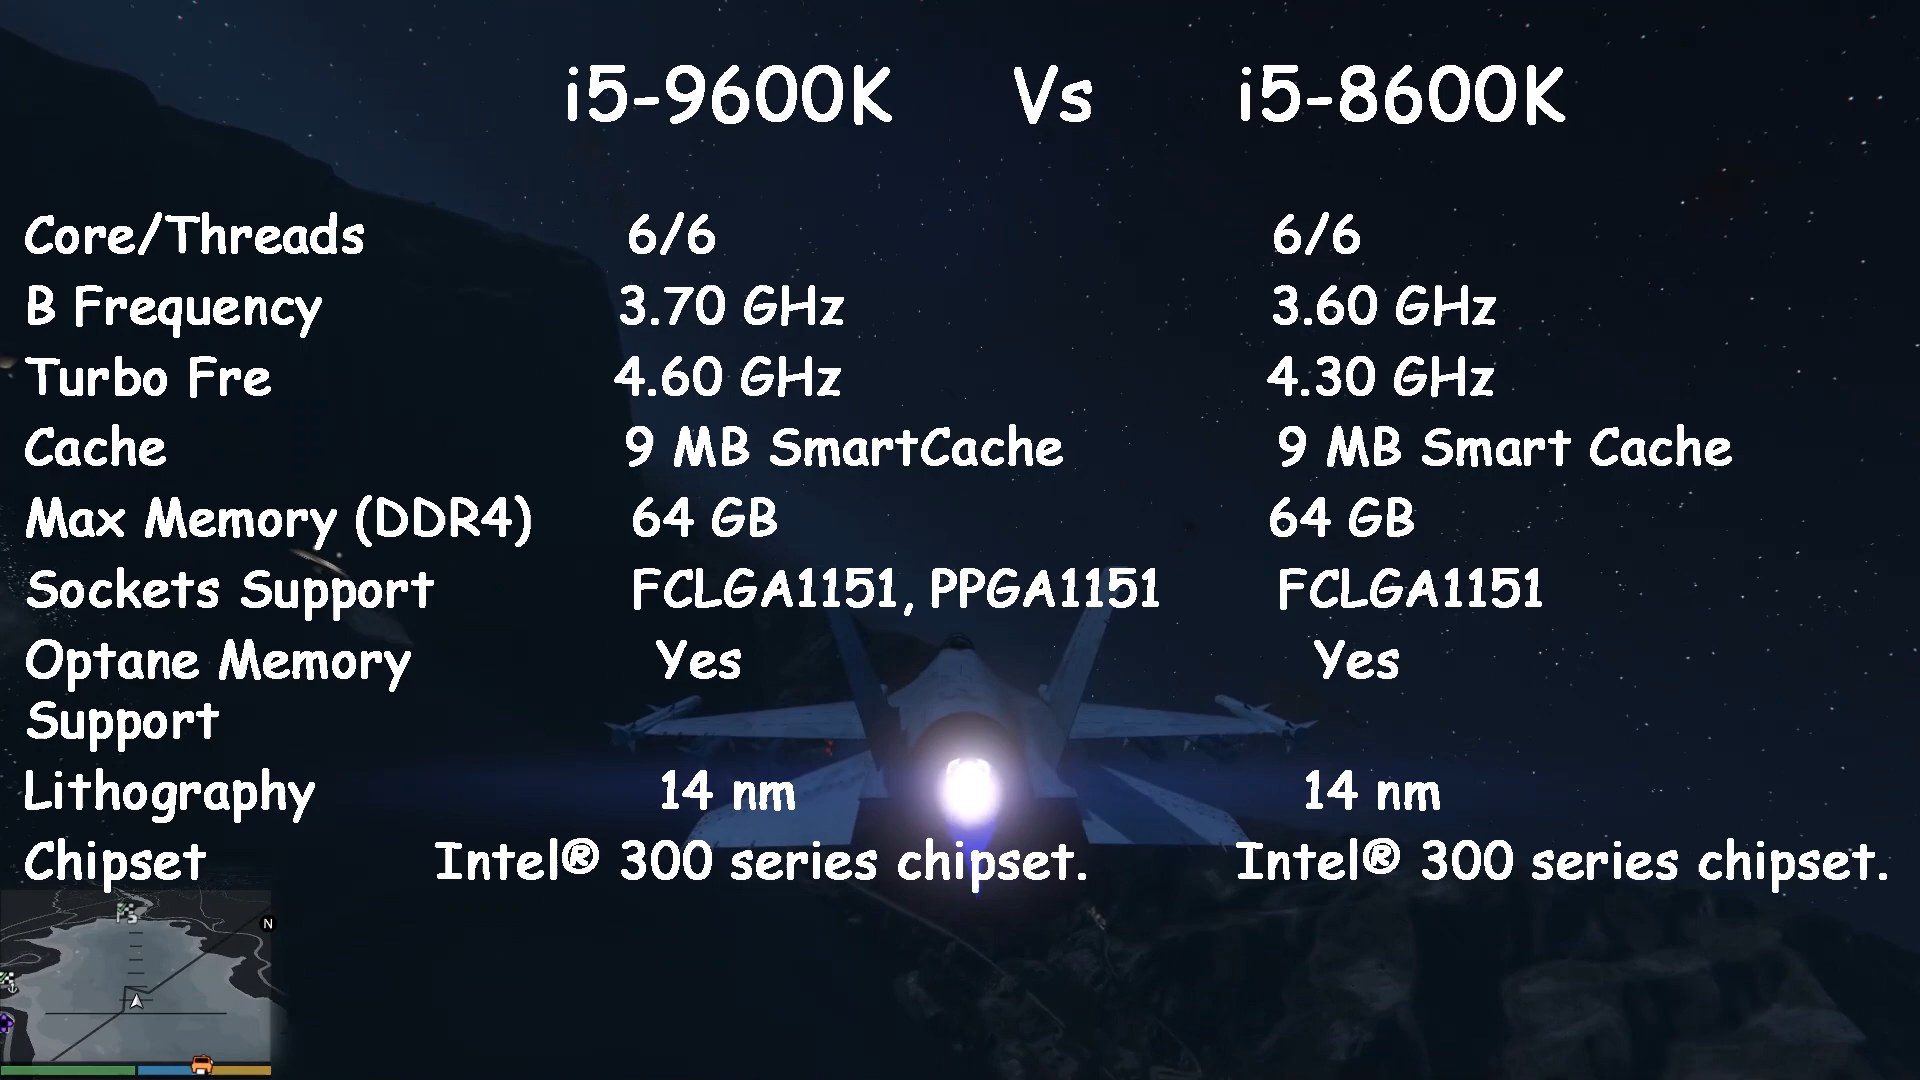 i5-9600K Vs i5-8600K
Core/Threads 6/6 6/6
B Frequency 3.70 GHz 3.60 GHz
Turbo Fre 4.60 GHz 4.30 GHz
Cache 9 MB SmartCache 9 MB Smart Cache
Max Memory (DDR4) 64 GB 64 GB
Sockets Support FCLGA1151, PPGA1151 FCLGA1151
Optane Memory Yes Yes
Support
Lithography 14 nm 14 nm
Chipset Intel® 300 series chipset. Intel® 300 series chipset.
N